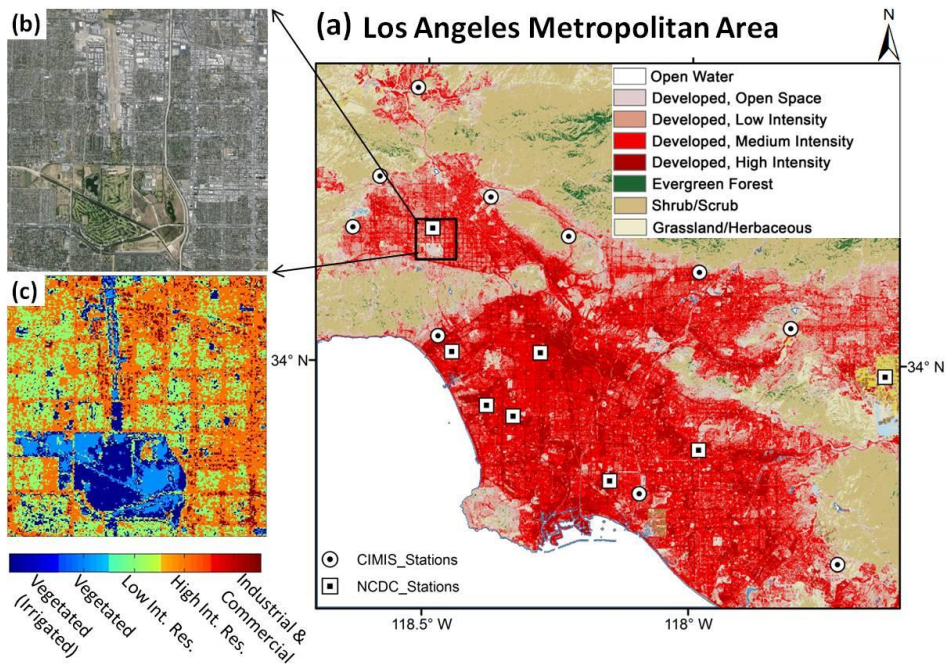 (b)
(a) Los Angeles Metropolitan Area
N
Open Water
Developed, Open Space
Developed, Low Intensity
Developed, Medium Intensity
Developed, High Intensity
Evergreen Forest
Shrub/Scrub
Grassland/Herbaceous
(c)
34° N
34° N
CIMIS_Stations
NCDC_Stations
118.5° W
118° W
Vegetated
(Irrigated)
Vegetated
Low Int. Res.
High Int. Res.
Industrial &
Commercial